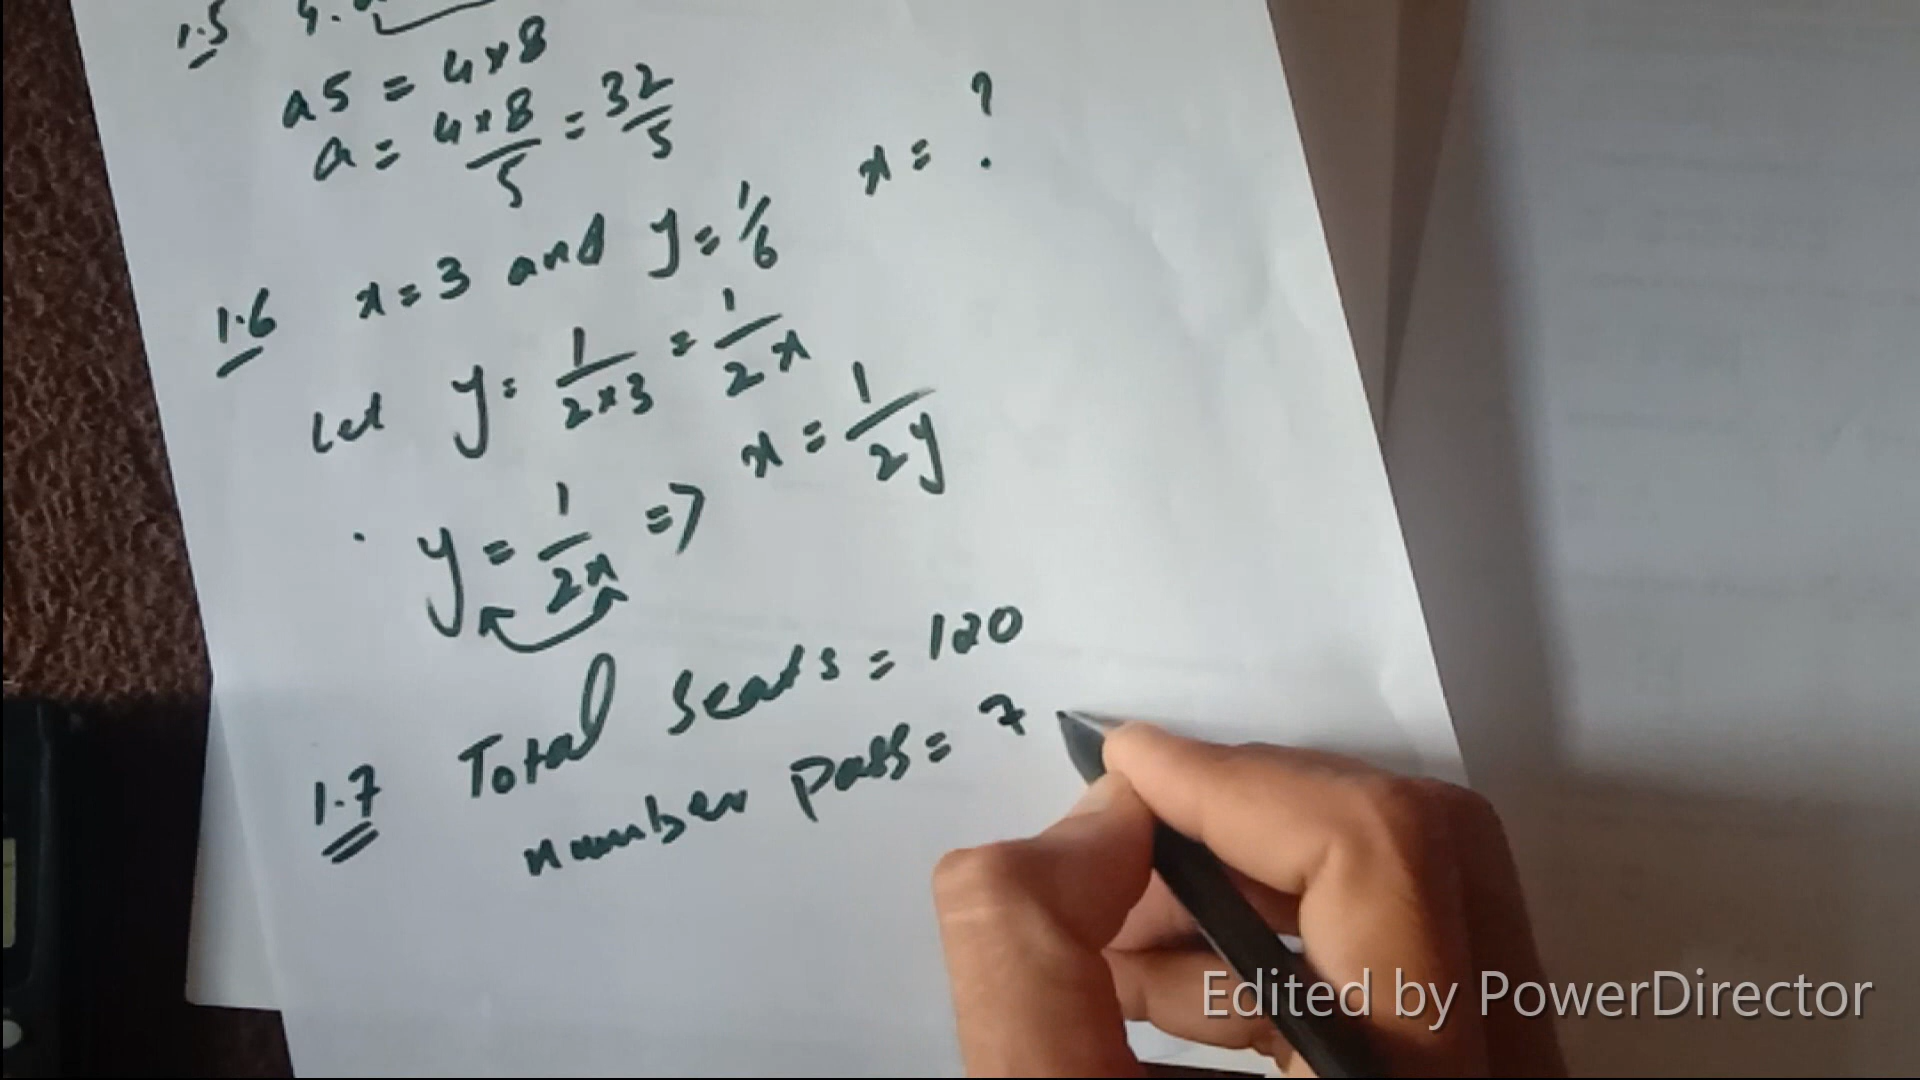 1.5 4.
a5 = 4×8
a = 4×8/5 = 32/5
1.6 x = 3 and y = 1/6 x = ?
Let y = 1/2×3 = 1/2x
y = 1/2x => x = 1/2y
1.7 Total Seats = 120
number pass = 7
Edited by PowerDirector